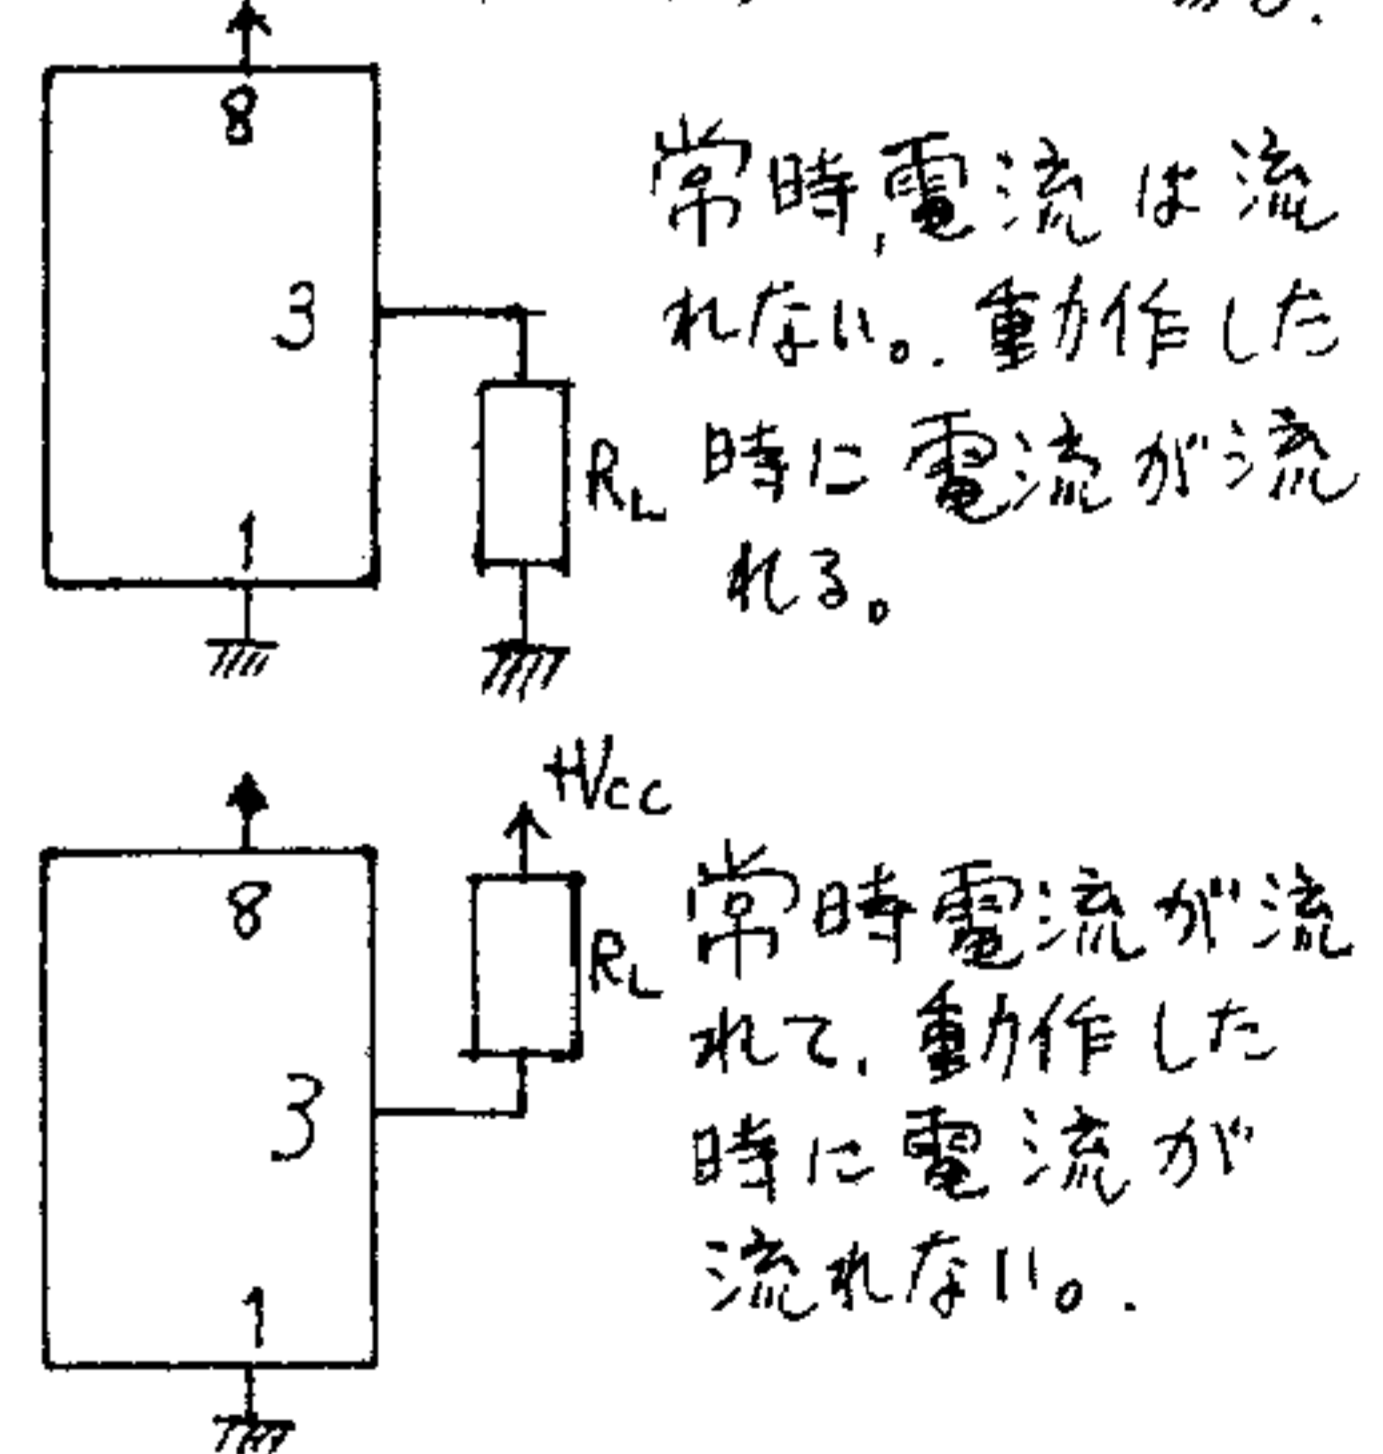 8
常時,電流は流
れない。.動作した
3
時に電流が流
RL
れる。
1
+Vcc
常時電流が流
8
RL
れて、動作した
3
時に電流が
流れない。.
1